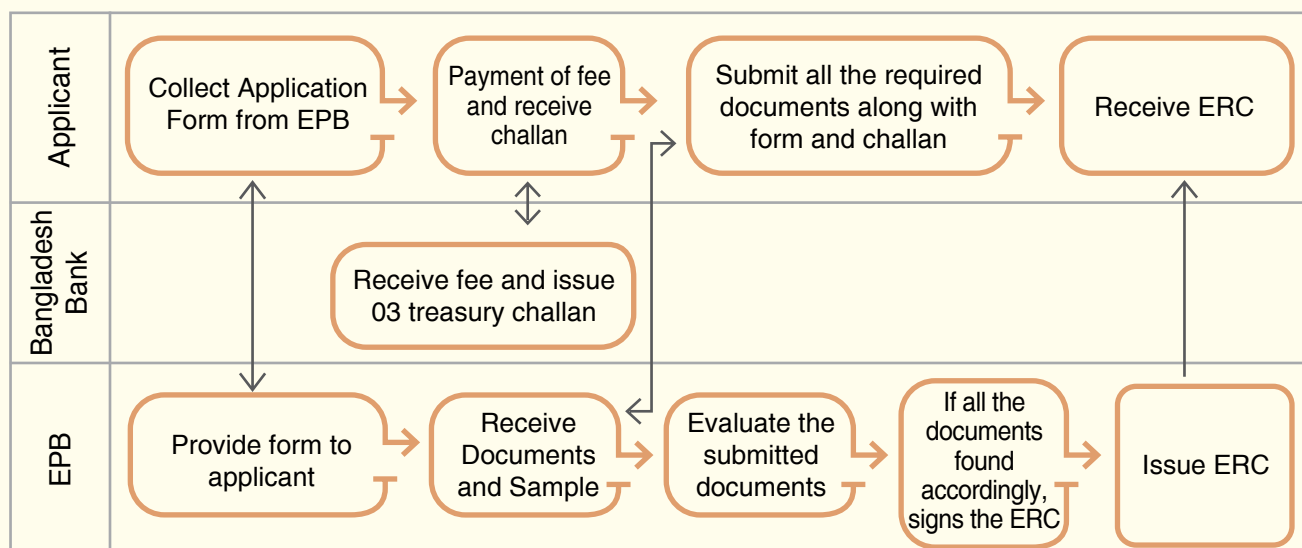 Applicant
Collect Application
Form from EPB
Payment of fee
and receive
challan
Submit all the required
documents along with
form and challan
Receive ERC
Bangladesh
Bank
Receive fee and issue
03 treasury challan
EPB
Provide form to
applicant
Receive
Documents
and Sample
Evaluate the
submitted
documents
If all the
documents
found
accordingly,
signs the ERC
Issue ERC